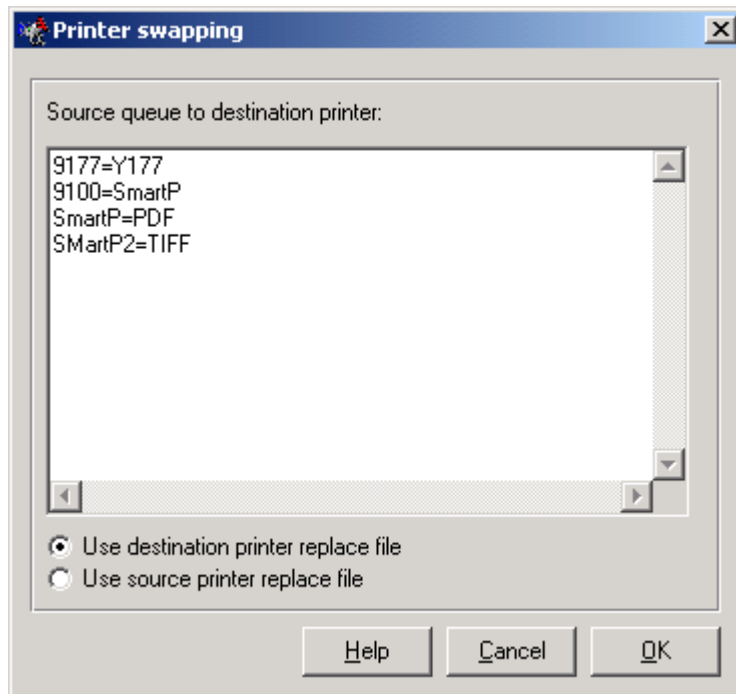 Printer swapping
Source queue to destination printer:
9177=Y177
9100=SmartP
SmartP=PDF
SMartP2=TIFF
Use destination printer replace file
Use source printer replace file
Help Cancel OK